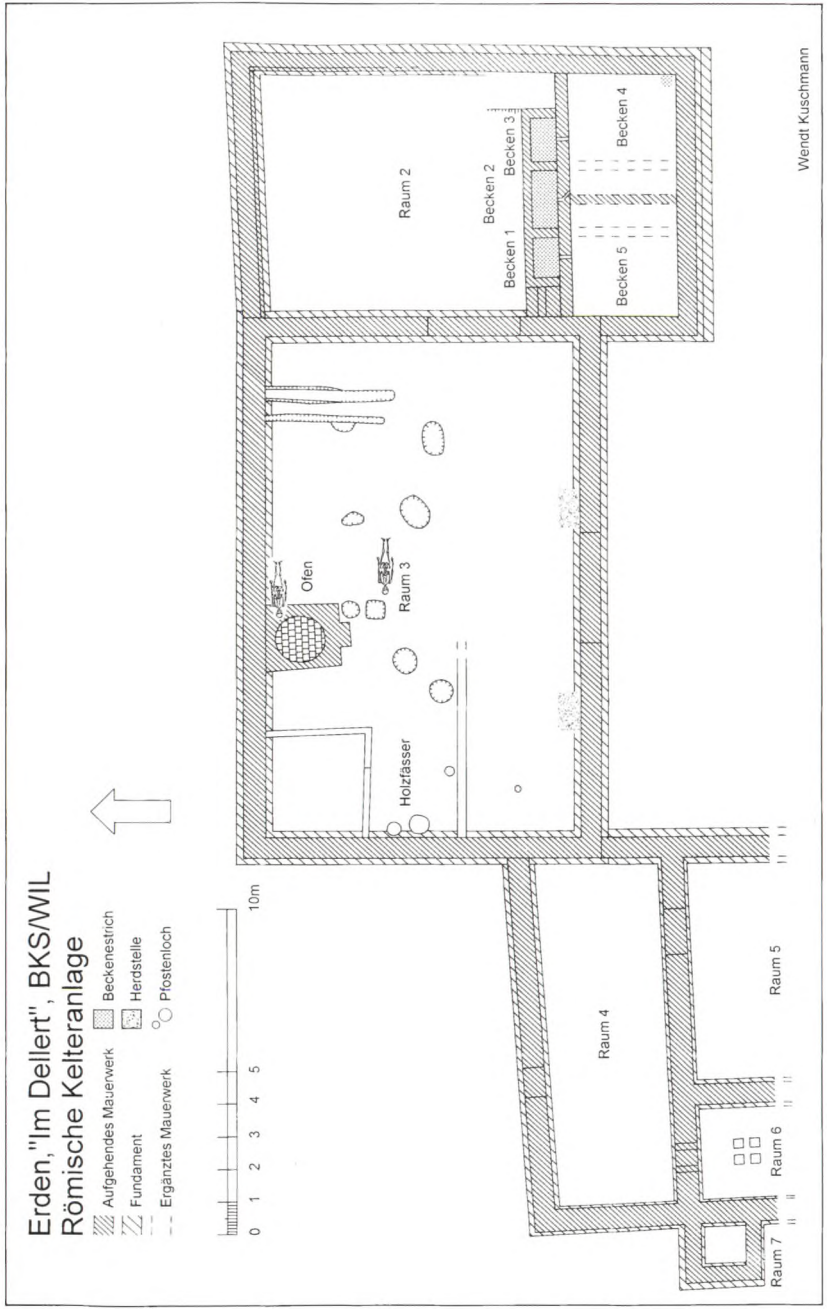 Erden,"Im Dellert", BKS/WIL
Römische Kelteranlage
Aufgehendes Mauerwerk
Fundament
Ergänztes Mauerwerk
Beckenestrich
Herdstelle
Pfostenloch
0 1 2 3 4 5 10m
Ofen
Holzfässer
Raum 3
Raum 2
Becken 1
Becken 2
Becken 3
Becken 4
Becken 5
Raum 4
Raum 5
Raum 6
Raum 7
Wendt Kuschmann